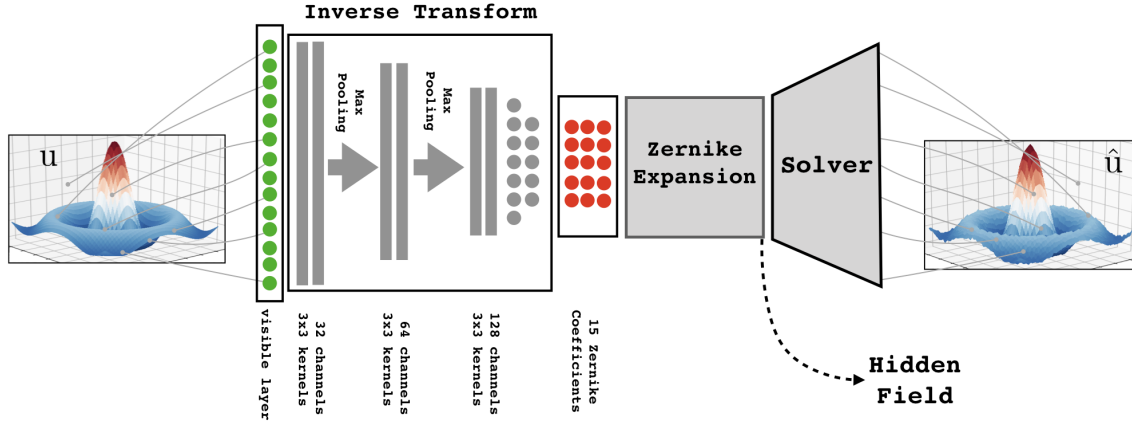 Inverse Transform
u
Max
Pooling
Max
Pooling
Zernike
Expansion
Solver
û
visible layer
32 channels
3x3 kernels
64 channels
3x3 kernels
128 channels
3x3 kernels
15 Zernike
Coefficients
Hidden
Field